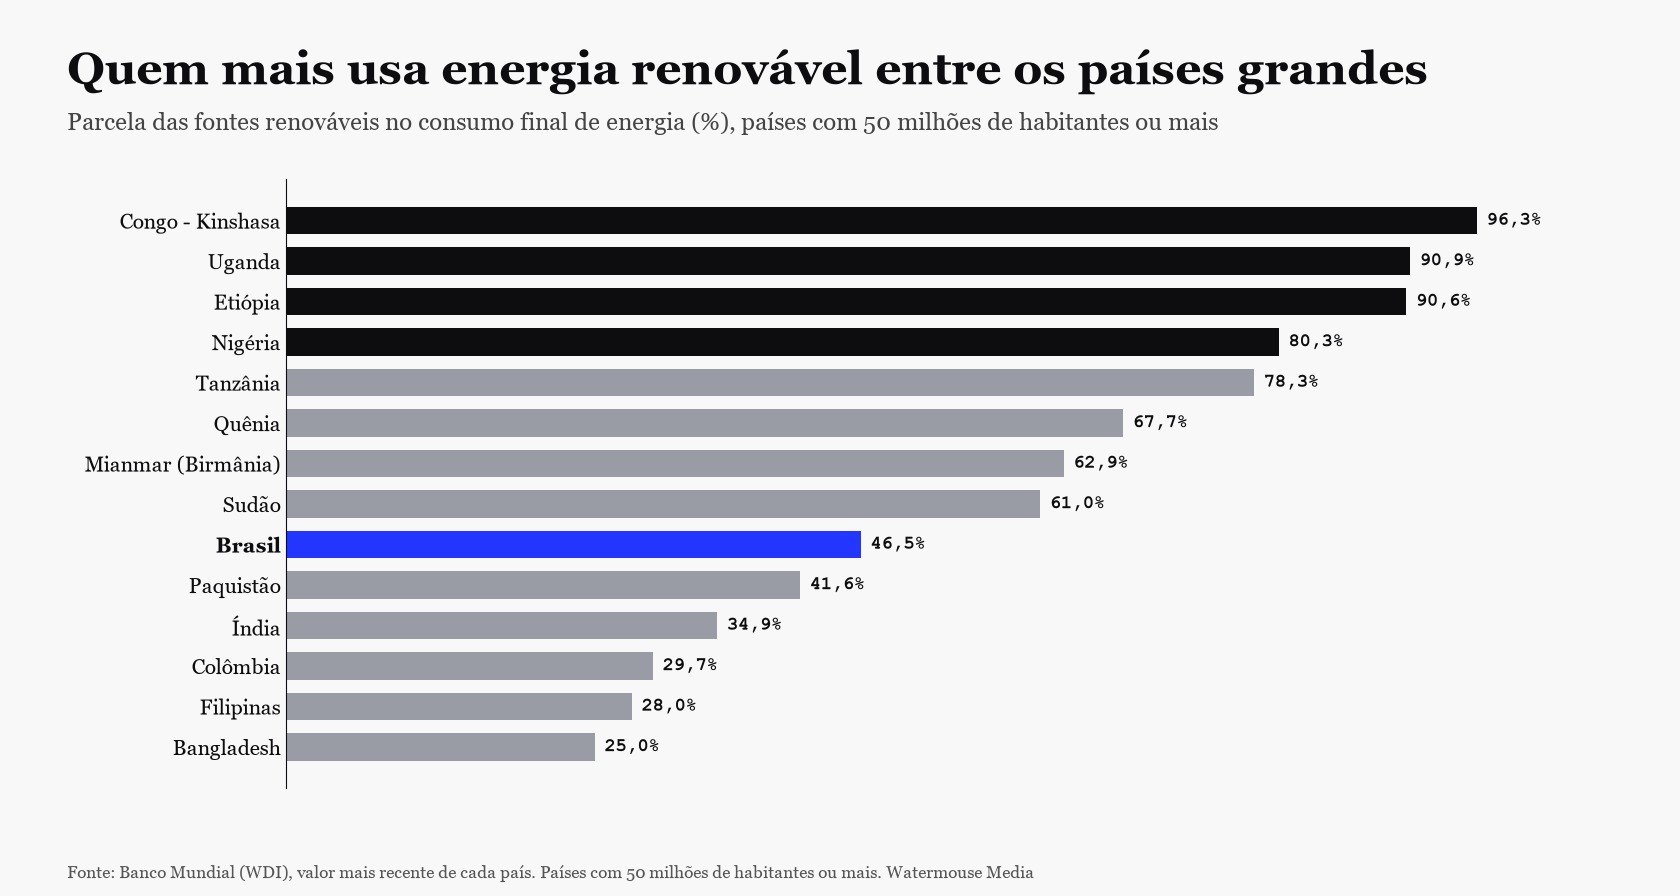 Quem mais usa energia renovável entre os países grandes
Parcela das fontes renováveis no consumo final de energia (%), países com 50 milhões de habitantes ou mais
Congo - Kinshasa 96,3%
Uganda 90,9%
Etiópia 90,6%
Nigéria 80,3%
Tanzânia 78,3%
Quênia 67,7%
Mianmar (Birmânia) 62,9%
Sudão 61,0%
Brasil 46,5%
Paquistão 41,6%
Índia 34,9%
Colômbia 29,7%
Filipinas 28,0%
Bangladesh 25,0%
Fonte: Banco Mundial (WDI), valor mais recente de cada país. Países com 50 milhões de habitantes ou mais. Watermouse Media